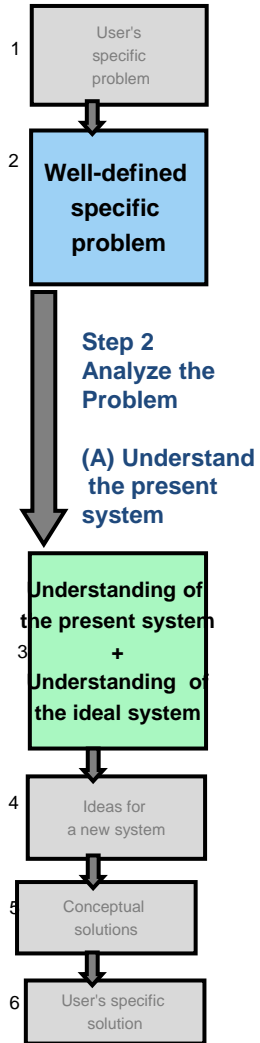 1
User's
specific
problem
2
Well-defined
specific
problem
Step 2
Analyze the
Problem
(A) Understand
the present
system
Understanding of
the present system
3
+
Understanding of
the ideal system
4
Ideas for
a new system
5
Conceptual
solutions
6
User's specific
solution